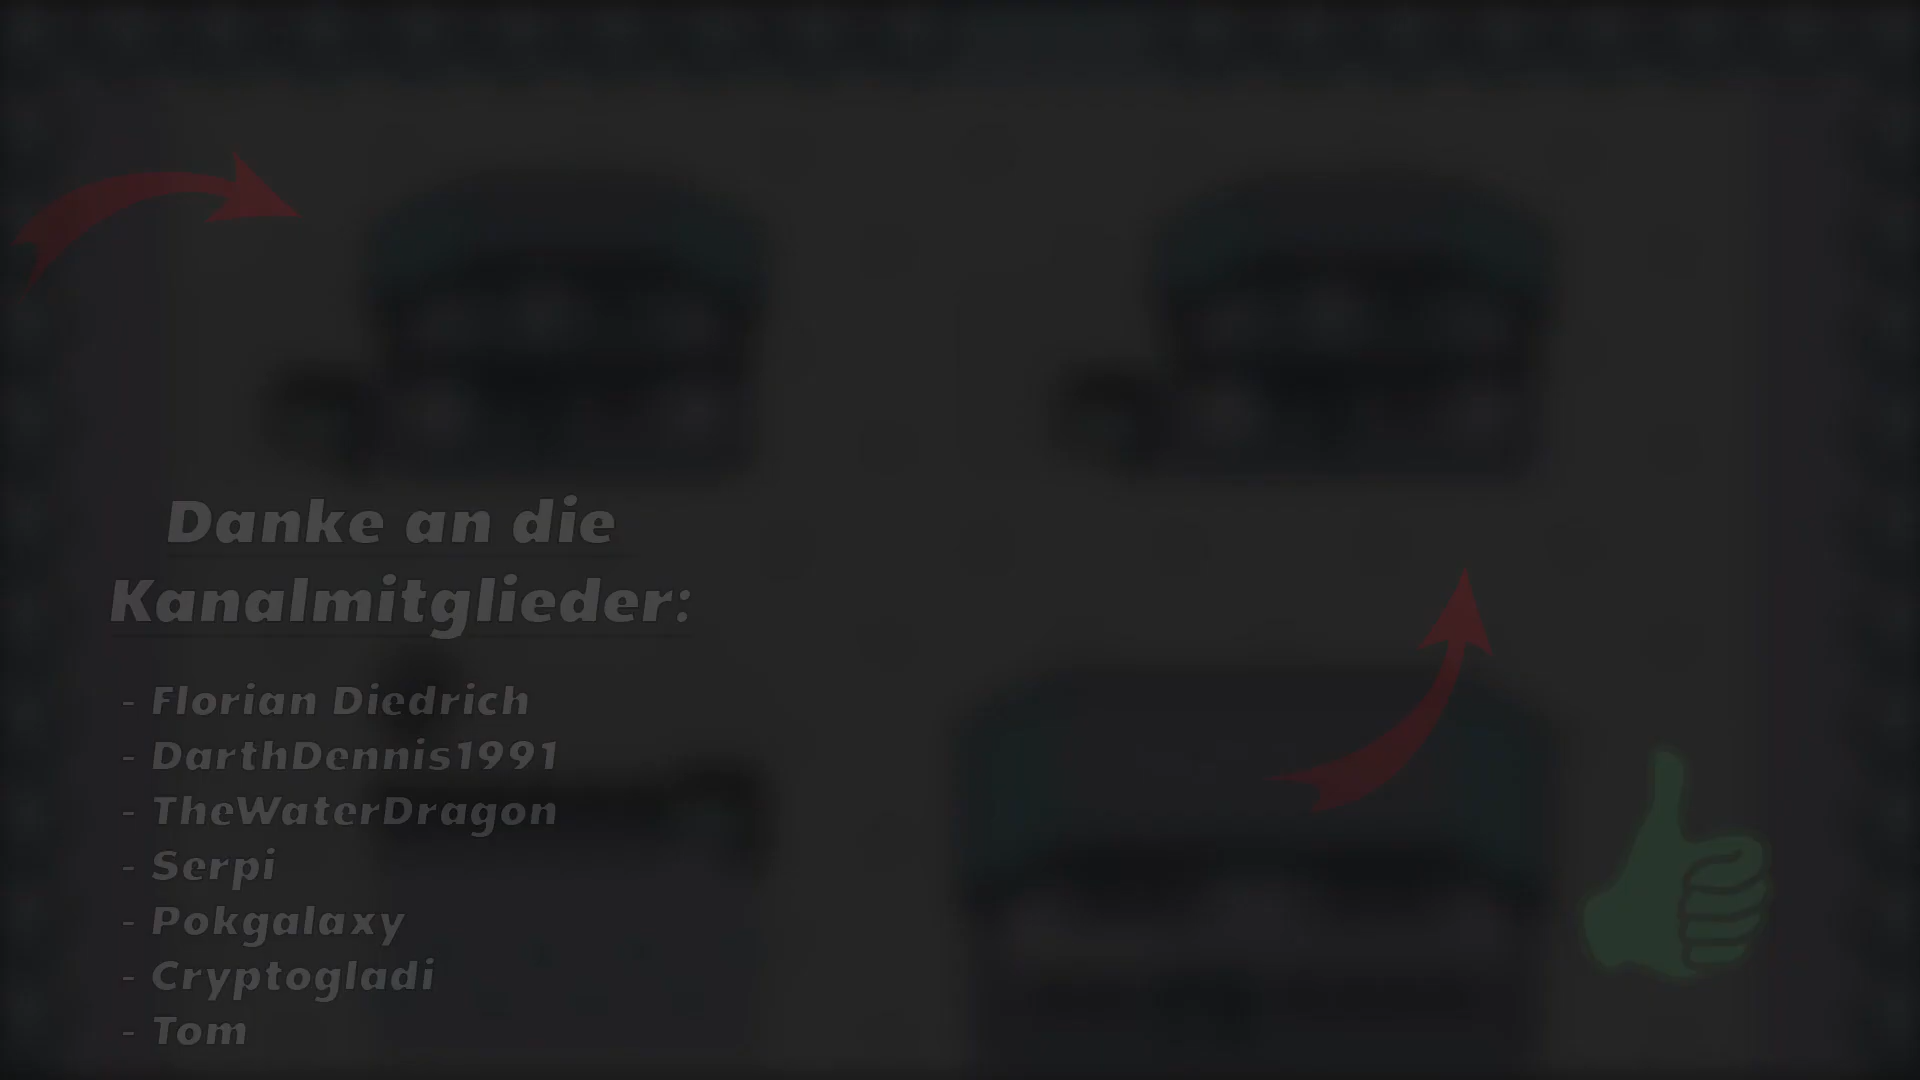 Danke an die
Kanalmitglieder:
- Florian Diedrich
- DarthDennis1991
- TheWaterDragon
- Serpi
- Pokgalaxy
- Cryptogladi
- Tom